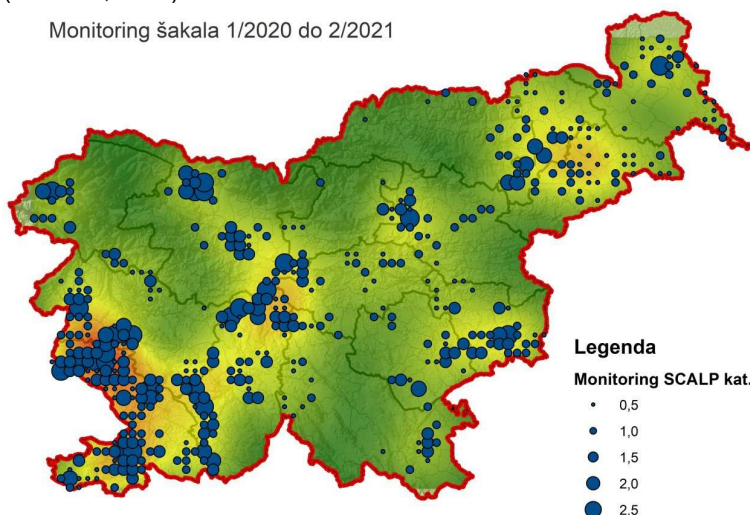 Monitoring šakala 1/2020 do 2/2021
Legenda
Monitoring SCALP kat.
0,5
1,0
1,5
2,0
2,5